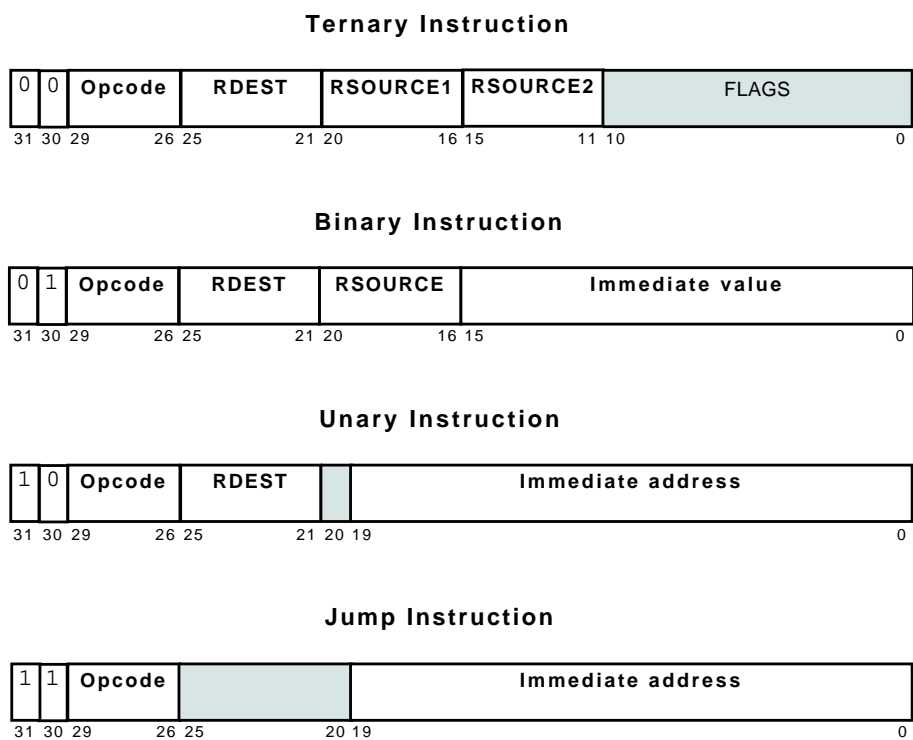 Ternary Instruction
0 0 Opcode RDEST RSOURCE1 RSOURCE2 FLAGS
31 30 29 26 25 21 20 16 15 11 10 0
Binary Instruction
0 1 Opcode RDEST RSOURCE Immediate value
31 30 29 26 25 21 20 16 15 0
Unary Instruction
1 0 Opcode RDEST Immediate address
31 30 29 26 25 21 20 19 0
Jump Instruction
1 1 Opcode Immediate address
31 30 29 26 25 20 19 0